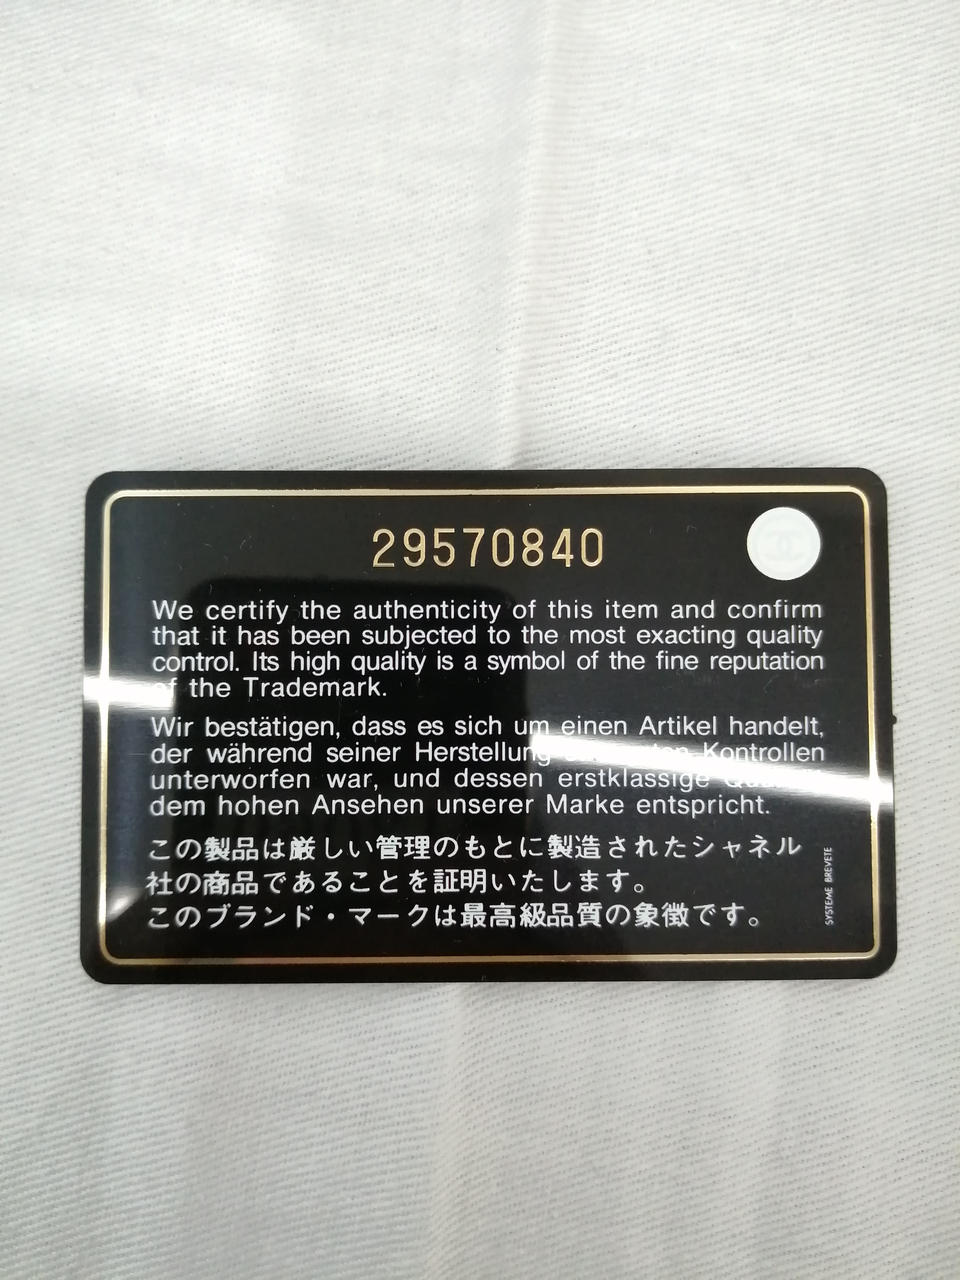 29570840
We certify the authenticity of this item and confirm
that it has been subjected to the most exacting quality
control. Its high quality is a symbol of the fine reputation
of the Trademark.
Wir bestätigen, dass es sich um einen Artikel handelt,
der während seiner Herstellung Kontrollen
unterworfen war, und dessen erstklassige
dem hohen Ansehen unserer Marke entspricht.
この製品は厳しい管理のもとに製造されたシャネル
社の商品であることを証明いたします。
このブランド・マークは最高級品質の象徴です。
SYSTEME BREVETE